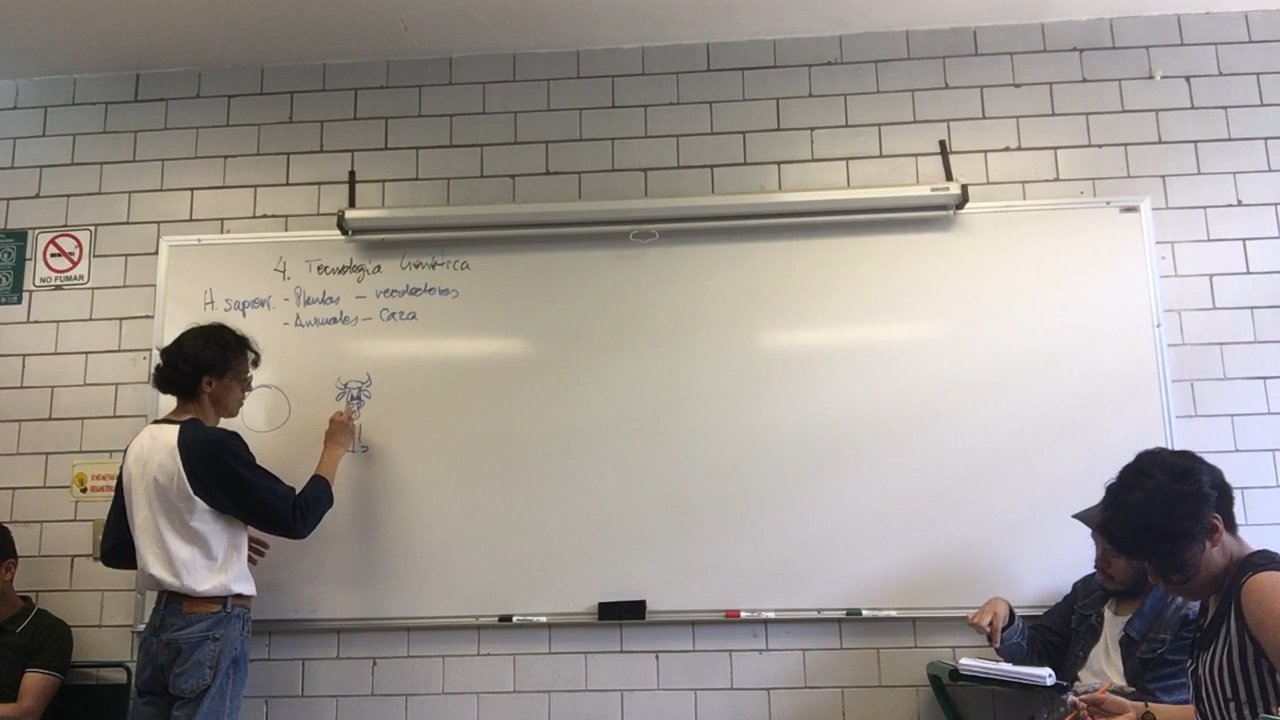 4. Tecnología Genética
H. sapiens. - Plantas - recolectores
- Animales - Caza
NO FUMAR